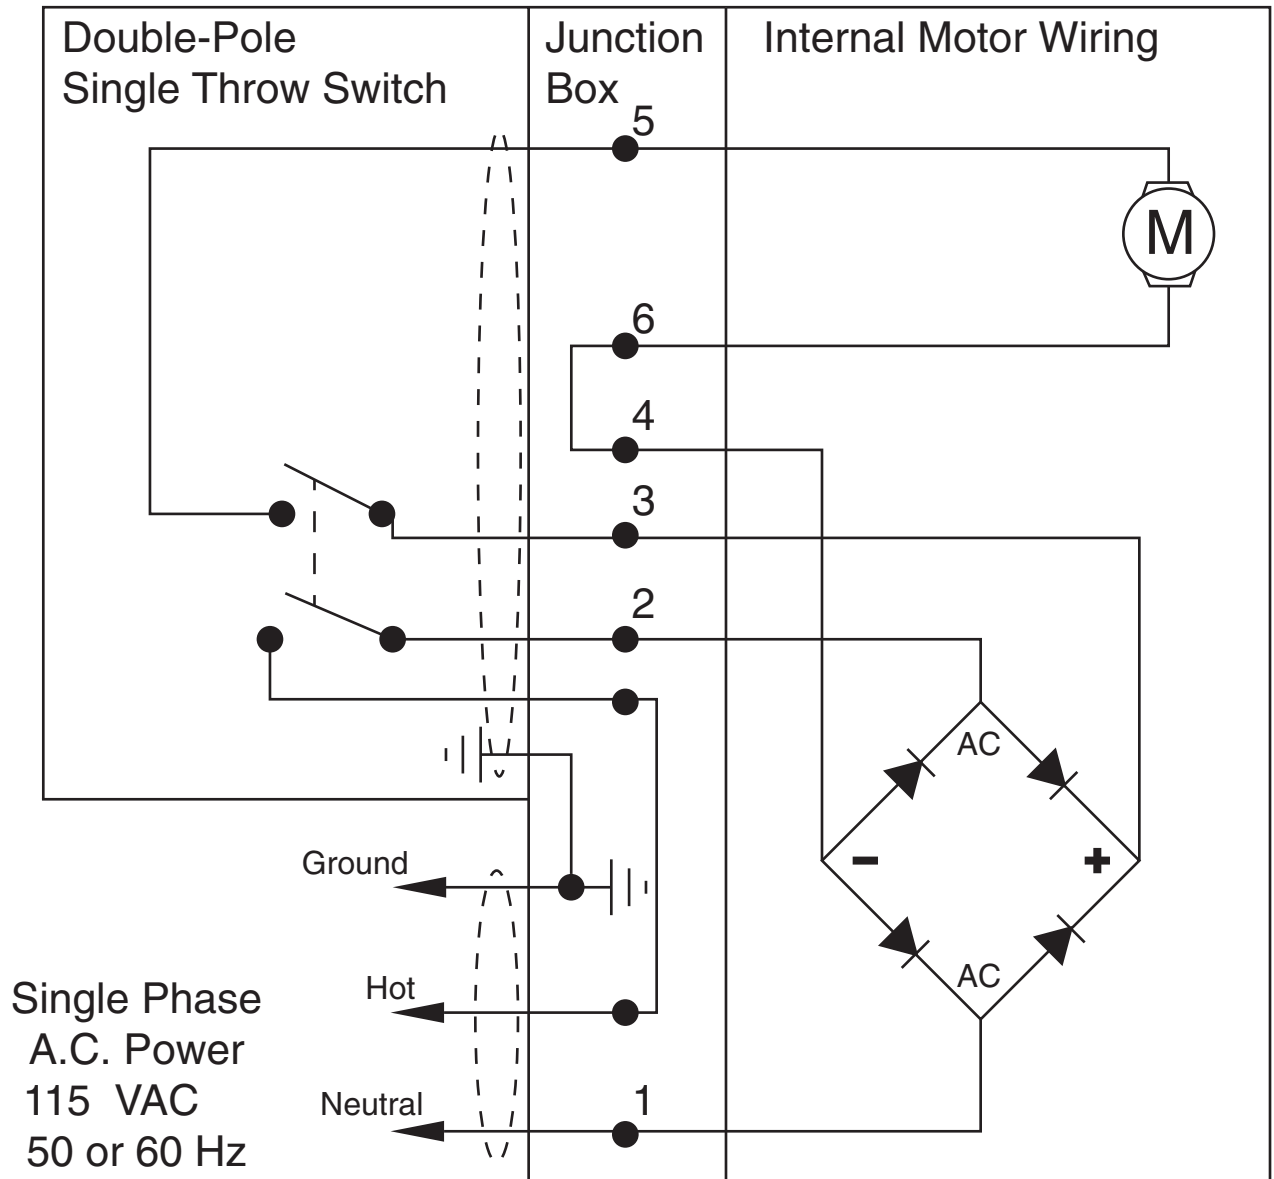 Double-Pole
Single Throw Switch
Junction
Box
Internal Motor Wiring
5
M
6
4
3
2
AC
- +
Ground
AC
Hot
Single Phase
A.C. Power
115 VAC
50 or 60 Hz
Neutral
1